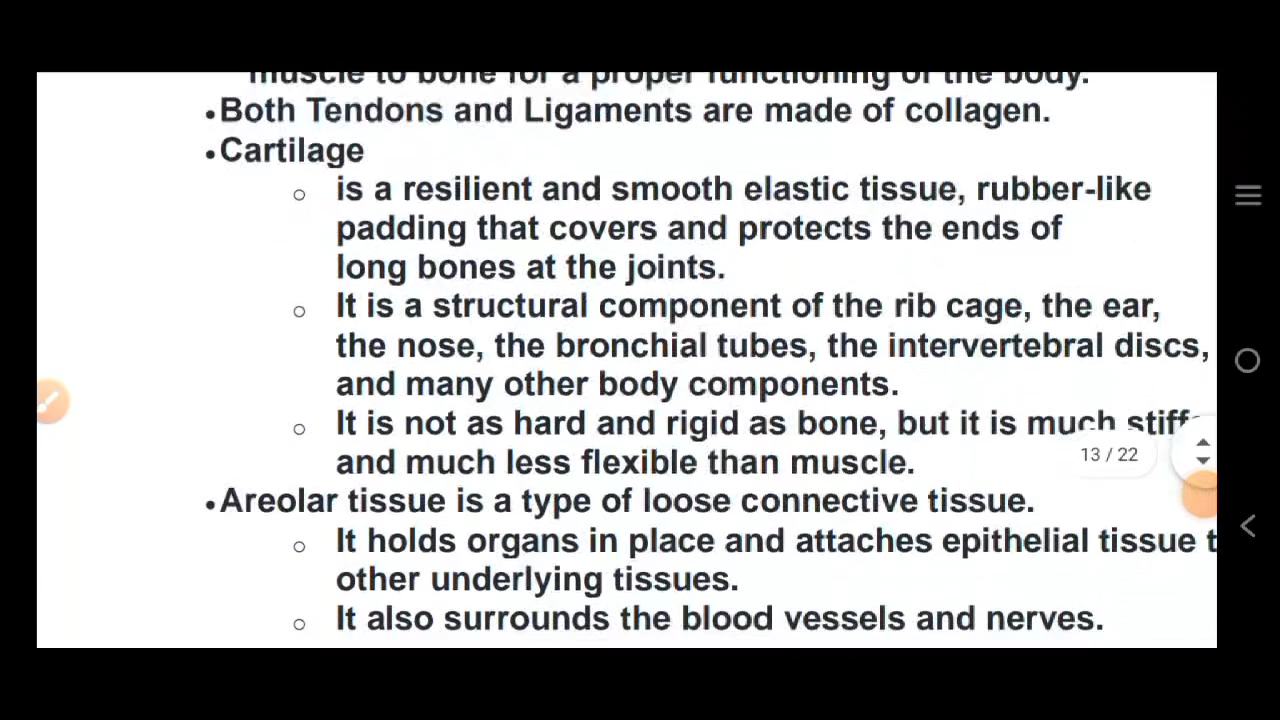 muscle to bone for a proper functioning of the body.
•Both Tendons and Ligaments are made of collagen.
•Cartilage
○ is a resilient and smooth elastic tissue, rubber-like
padding that covers and protects the ends of
long bones at the joints.
○ It is a structural component of the rib cage, the ear,
the nose, the bronchial tubes, the intervertebral discs,
and many other body components.
○ It is not as hard and rigid as bone, but it is much
and much less flexible than muscle.
13 / 22
•Areolar tissue is a type of loose connective tissue.
○ It holds organs in place and attaches epithelial tissue
other underlying tissues.
○ It also surrounds the blood vessels and nerves.